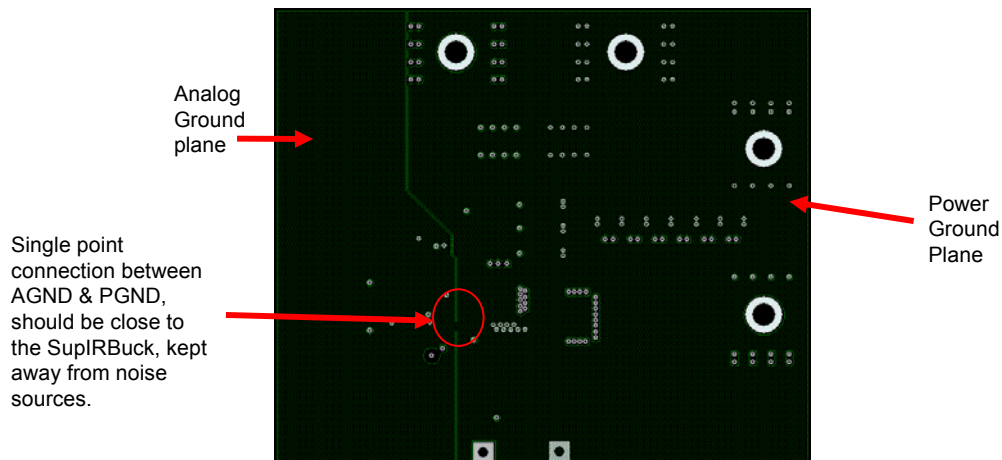 Analog
Ground
plane
Single point
connection between
AGND & PGND,
should be close to
the SupIRBuck, kept
away from noise
sources.
Power
Ground
Plane